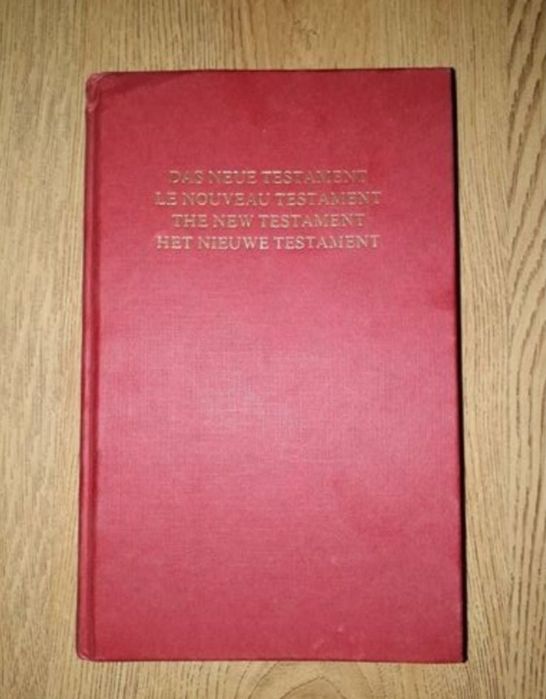 DAS NEUE TESTAMENT
LE NOUVEAU TESTAMENT
THE NEW TESTAMENT
HET NIEUWE TESTAMENT